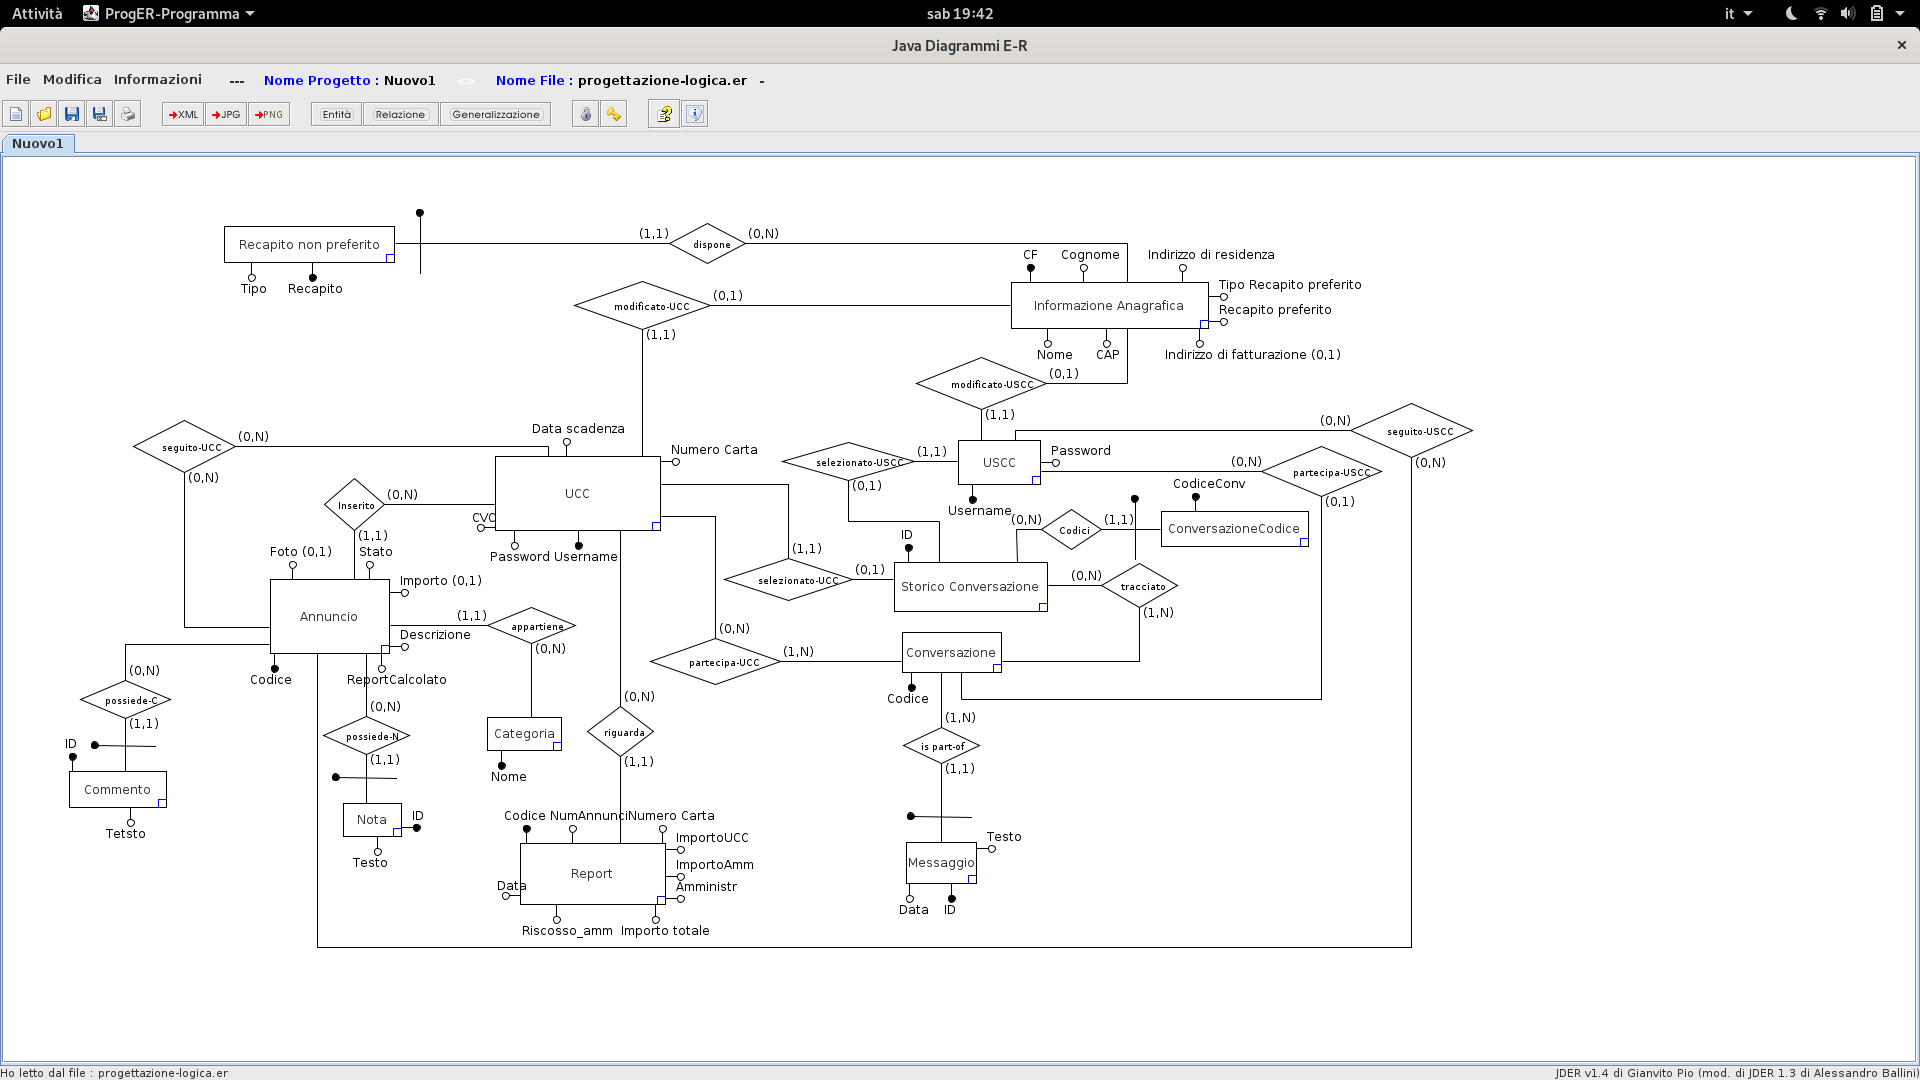 Attività ProgER-Programma sab 19:42 it
Java Diagrammi E-R
File Modifica Informazioni --- Nome Progetto : Nuovo1 <> Nome File : progettazione-logica.er -
XML JPG PNG Entità Relazione Generalizzazione
Nuovo1
(1,1) dispone (0,N)
Recapito non preferito
Tipo Recapito
CF Cognome Indirizzo di residenza
Tipo Recapito preferito
Informazione Anagrafica
Recapito preferito
Nome CAP Indirizzo di fatturazione (0,1)
modificato-UCC (0,1)
(1,1)
modificato-USCC (0,1)
(1,1)
seguito-UCC (0,N)
(0,N)
Data scadenza
Numero Carta
UCC
CVC
Password Username
Inserito (0,N)
(1,1)
selezionato-USCC (1,1)
(0,1)
USCC
Password
Username
(0,N) seguito-USCC
(0,N)
(0,N) partecipa-USCC
(0,1)
CodiceConv
ConversazioneCodice
(0,N) Codici (1,1)
ID
Storico Conversazione
(0,N) tracciato
(1,N)
(1,1)
selezionato-UCC (0,1)
Foto (0,1) Stato
Importo (0,1)
Annuncio
Descrizione
Codice ReportCalcolato
(1,1) appartiene
(0,N)
(0,N)
partecipa-UCC (1,N)
Conversazione
Codice
(0,N)
possiede-C
(1,1)
ID
Commento
Tetsto
(0,N)
possiede-N
(1,1)
Nota ID
Testo
Categoria
Nome
(0,N)
riguarda
(1,1)
Codice NumAnnunciNumero Carta
ImportoUCC
ImportoAmm
Amministr
Report
Data
Riscosso_amm Importo totale
(1,N)
is part-of
(1,1)
Testo
Messaggio
Data ID
Ho letto dal file : progettazione-logica.er
JDER v1.4 di Gianvito Pio (mod. di JDER 1.3 di Alessandro Ballini)